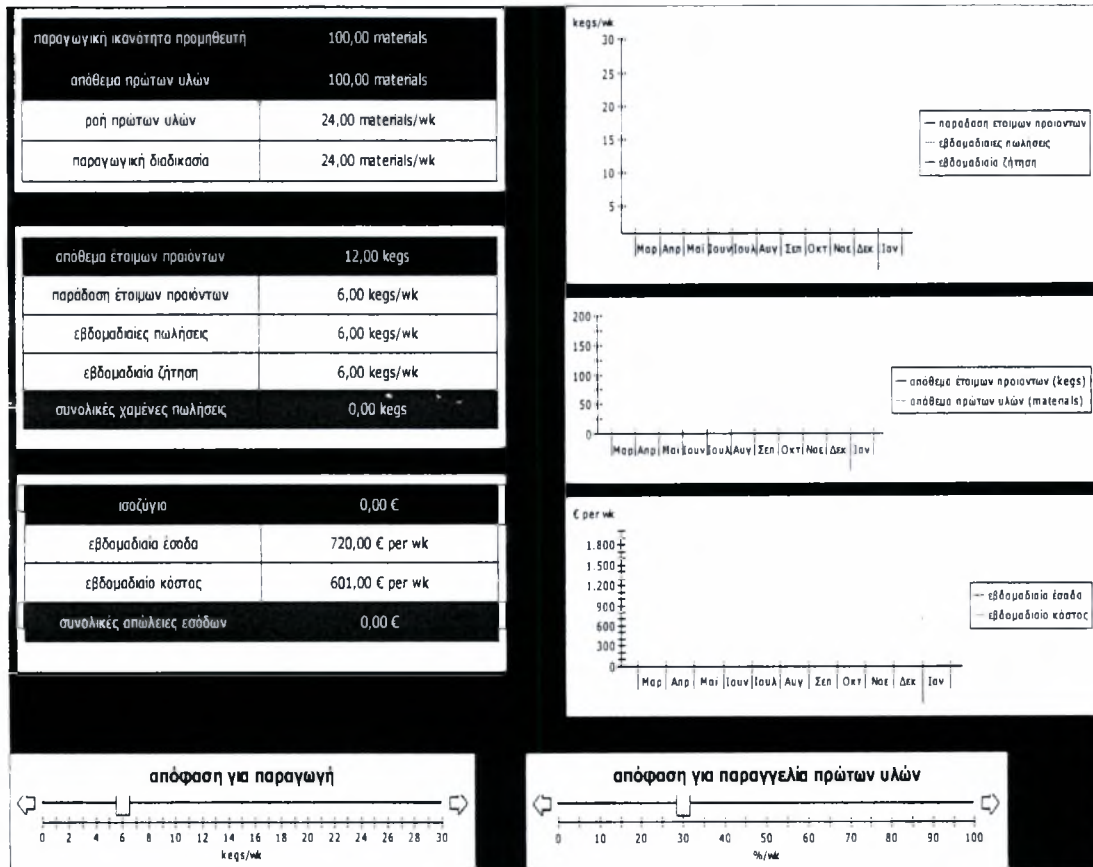 παραγωγική ικανότητα προμηθευτή 100,00 materials
απόθεμα πρώτων υλών 100,00 materials
ροή πρώτων υλών 24,00 materials/wk
παραγωγική διαδικασία 24,00 materials/wk
απόθεμα έτοιμων προιόντων 12,00 kegs
παράδοση έτοιμων προιόντων 6,00 kegs/wk
εβδομαδιαίες πωλήσεις 6,00 kegs/wk
εβδομαδιαία ζήτηση 6,00 kegs/wk
συνολικές χαμένες πωλήσεις 0,00 kegs
ισοζύγιο 0,00 €
εβδομαδιαία έσοδα 720,00 € per wk
εβδομαδιαίο κόστος 601,00 € per wk
συνολικές απώλειες εσόδων 0,00 €
kegs/wk
30
25
20
15
10
5
Μαρ Απρ Μαϊ Ιουν Ιουλ Αυγ Σεπ Οκτ Νοε Δεκ Ιαν
παράδοση έτοιμων προιόντων
εβδομαδιαίες πωλήσεις
εβδομαδιαία ζήτηση
200
150
100
50
0
Μαρ Απρ Μαι Ιουν Ιουλ Αυγ Σεπ Οκτ Νοε Δεκ Ιαν
απόθεμα έτοιμων προιόντων (kegs)
απόθεμα πρώτων υλών (materials)
€ per wk
1.800
1.500
1.200
900
600
300
0
Μαρ Απρ Μαϊ Ιουν Ιουλ Αυγ Σεπ Οκτ Νοε Δεκ Ιαν
εβδομαδιαία έσοδα
εβδομαδιαίο κόστος
απόφαση για παραγωγή
0 2 4 6 8 10 12 14 16 18 20 22 24 26 28 30
kegs/wk
απόφαση για παραγγελία πρώτων υλών
0 10 20 30 40 50 60 70 80 90 100
%/wk